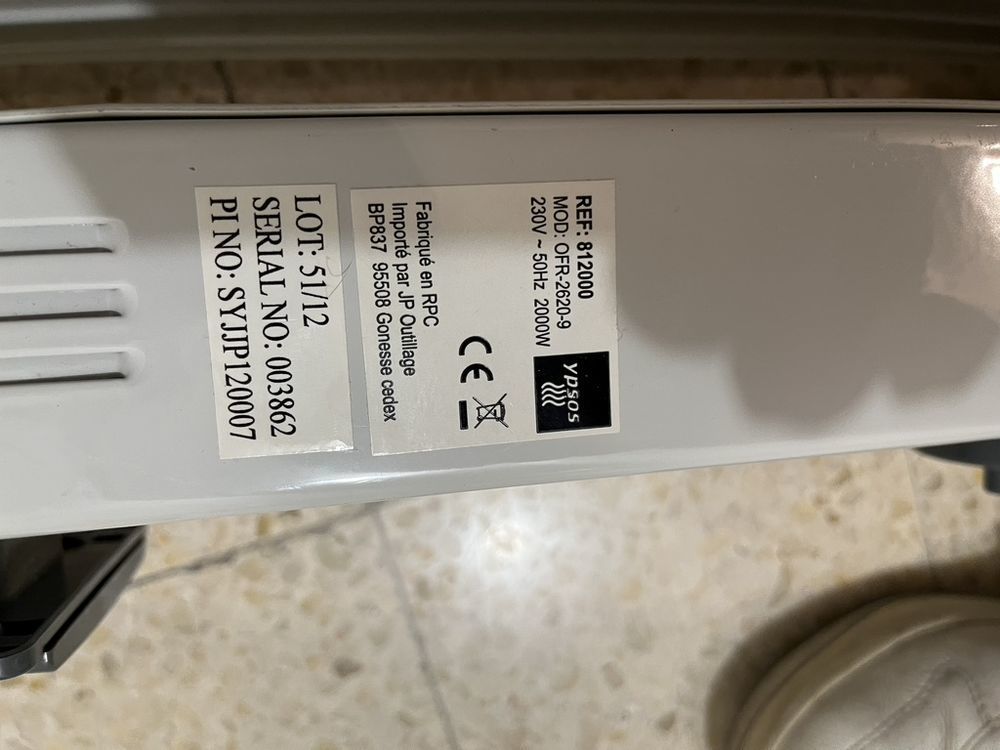 REF: 812000
MOD: OFR-2620-9
230V ~ 50Hz 2000W
ypsos
CE
Fabriqué en RPC
Importé par JP Outillage
BP837 95508 Gonesse cedex
LOT: 51/12
SERIAL NO: 003862
PI NO: SYJJP120007